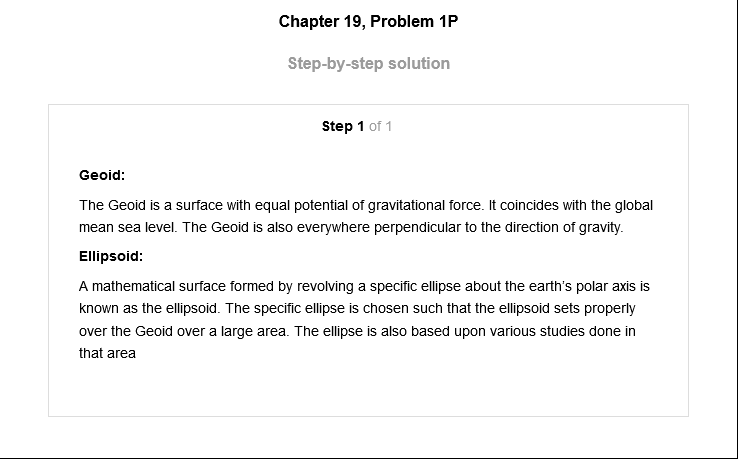 Chapter 19, Problem 1P
Step-by-step solution
Step 1 of 1
Geoid:
The Geoid is a surface with equal potential of gravitational force. It coincides with the global
mean sea level. The Geoid is also everywhere perpendicular to the direction of gravity.
Ellipsoid:
A mathematical surface formed by revolving a specific ellipse about the earth's polar axis is
known as the ellipsoid. The specific ellipse is chosen such that the ellipsoid sets properly
over the Geoid over a large area. The ellipse is also based upon various studies done in
that area